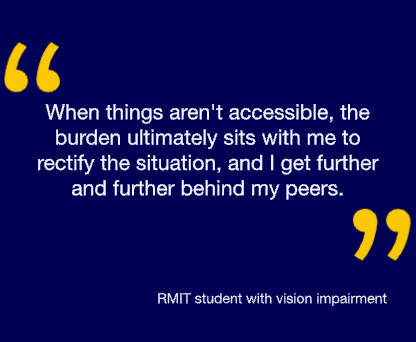 “
When things aren't accessible, the
burden ultimately sits with me to
rectify the situation, and I get further
and further behind my peers.
”
RMIT student with vision impairment